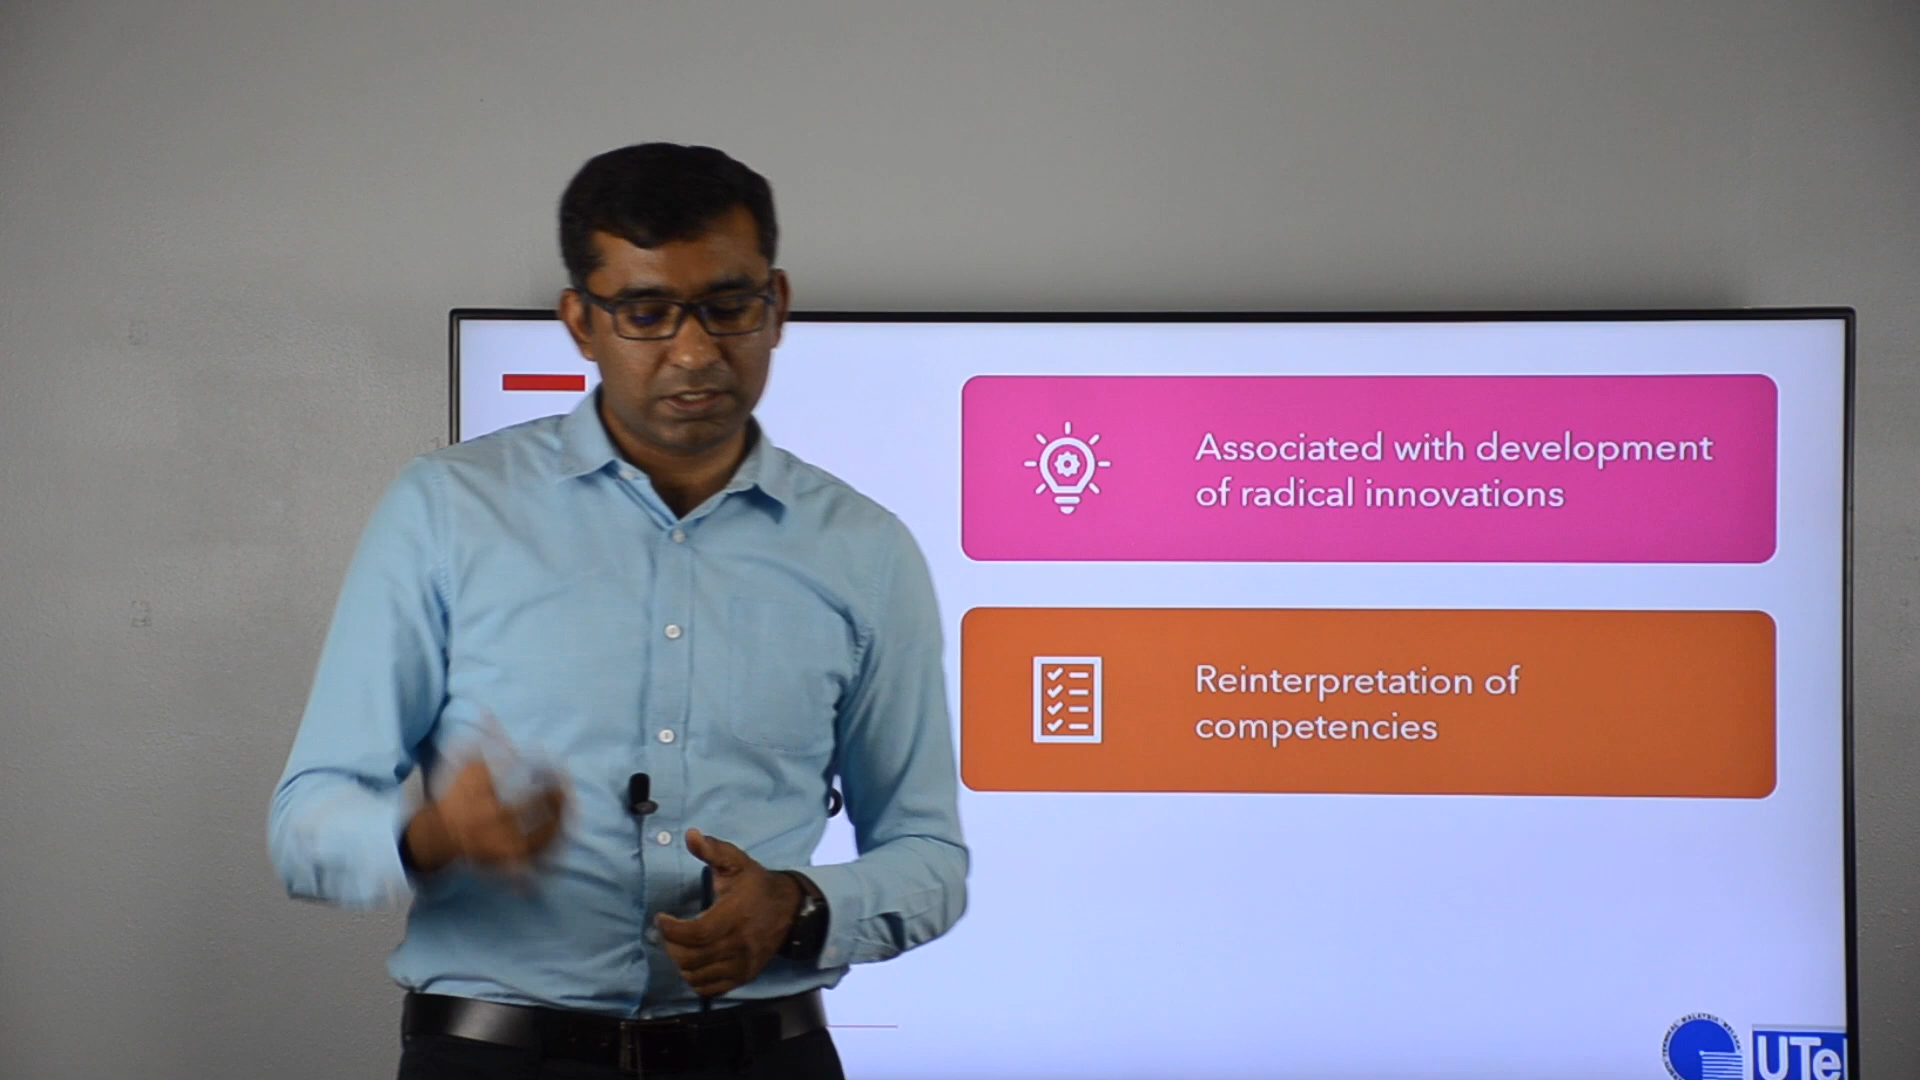 Associated with development
of radical innovations
Reinterpretation of
competencies
UTe